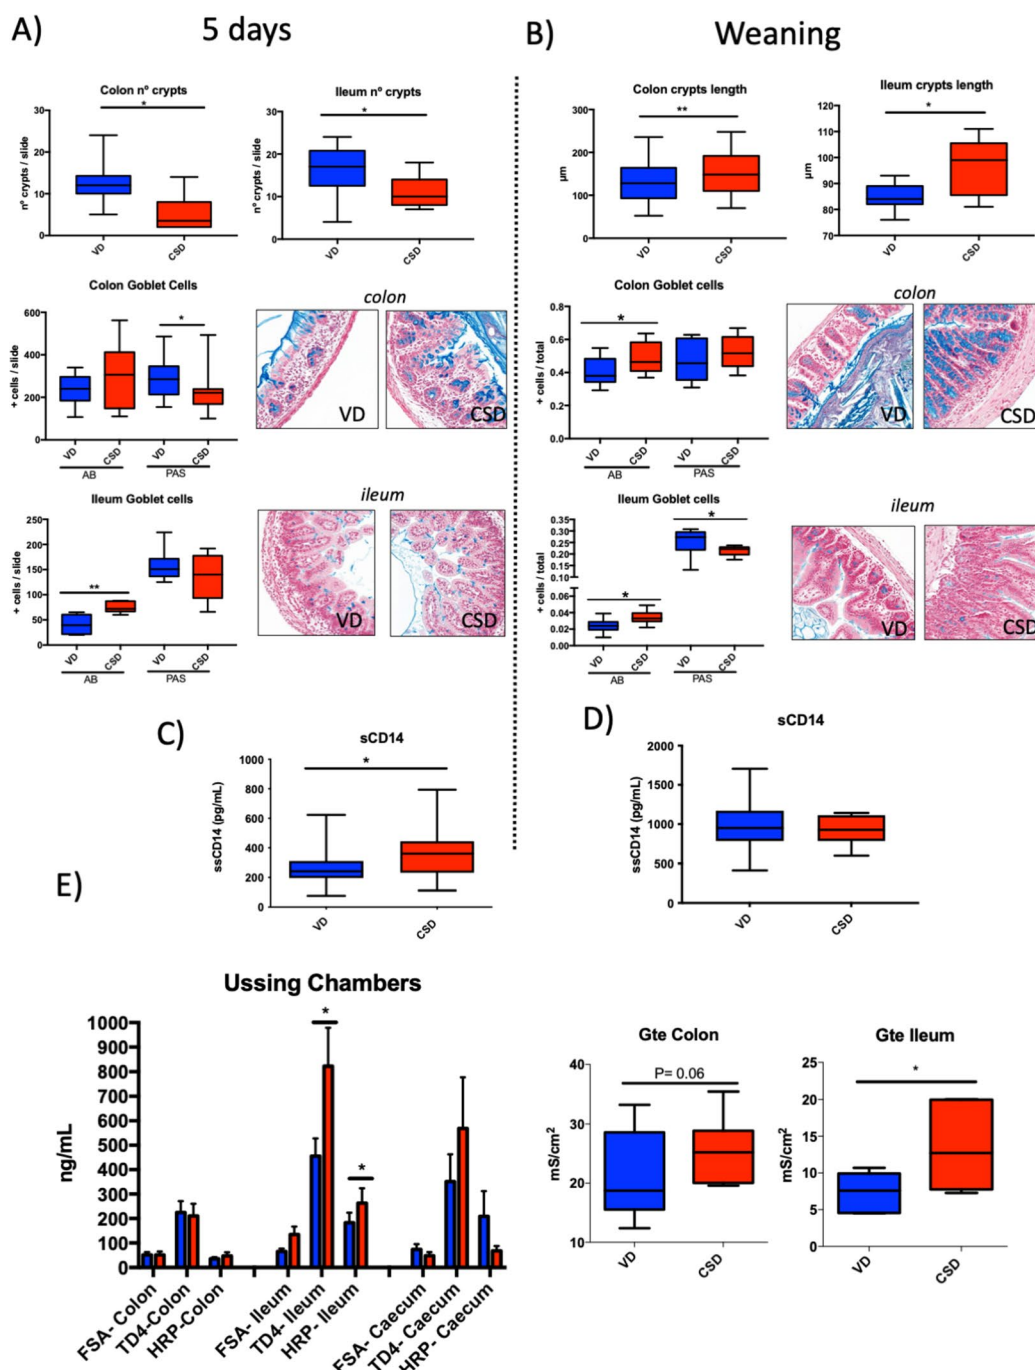 A)
5 days
B)
Weaning
Colon nº crypts
nº crypts / slide
30
20
10
0
*
VD
CSD
Ileum nº crypts
nº crypts / slide
30
20
10
0
*
VD
CSD
Colon crypts length
µm
300
200
100
0
**
VD
CSD
Ileum crypts length
µm
120
110
100
90
80
70
*
VD
CSD
Colon Goblet Cells
+ cells / slide
600
400
200
0
*
VD
CSD
VD
CSD
AB
PAS
colon
VD
CSD
Colon Goblet cells
+ cells / total
0.8
0.6
0.4
0.2
0.0
*
VD
CSD
VD
CSD
AB
PAS
colon
VD
CSD
Ileum Goblet cells
+ cells / slide
250
200
150
100
50
0
**
VD
CSD
VD
CSD
AB
PAS
ileum
VD
CSD
Ileum Goblet cells
+ cells / total
0.35
0.30
0.25
0.20
0.15
0.10
0.06
0.04
0.02
0.00
*
*
VD
CSD
VD
CSD
AB
PAS
ileum
VD
CSD
C)
sCD14
ssCD14 (pg/mL)
1000
800
600
400
200
0
*
VD
CSD
D)
sCD14
ssCD14 (pg/mL)
2000
1500
1000
500
0
VD
CSD
E)
Ussing Chambers
ng/mL
1000
900
800
700
600
500
400
300
200
100
0
*
*
FSA- Colon
TD4-Colon
HRP-Colon
FSA- Ileum
TD4- Ileum
HRP- Ileum
FSA- Caecum
TD4- Caecum
HRP- Caecum
Gte Colon
mS/cm2
40
30
20
10
P= 0.06
VD
CSD
Gte Ileum
mS/cm2
25
20
15
10
5
0
*
VD
CSD